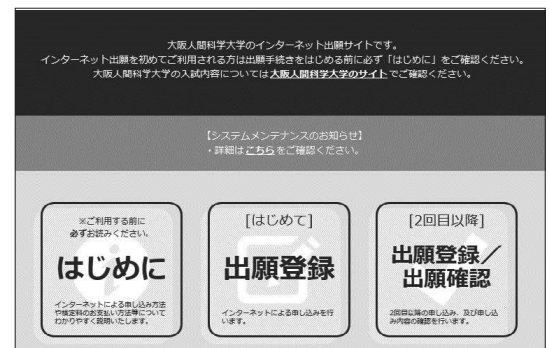 大阪人間科学大学のインターネット出願サイトです。
インターネット出願を初めてご利用される方は出願手続きをはじめる前に必ず「はじめに」をご確認ください。
大阪人間科学大学の入試内容については大阪人間科学大学のサイトでご確認ください。
【システムメンテナンスのお知らせ】
・詳細はこちらをご確認ください。
※ご利用する前に
必ずお読みください。
はじめに
インターネットによる申し込み方法
や検定料のお支払い方法等について
わかりやすく説明いたします。
[はじめて]
出願登録
インターネットによる申し込みを行
います。
[2回目以降]
出願登録／
出願確認
2回目以降の申し込み、及び申し込
み内容の確認を行います。